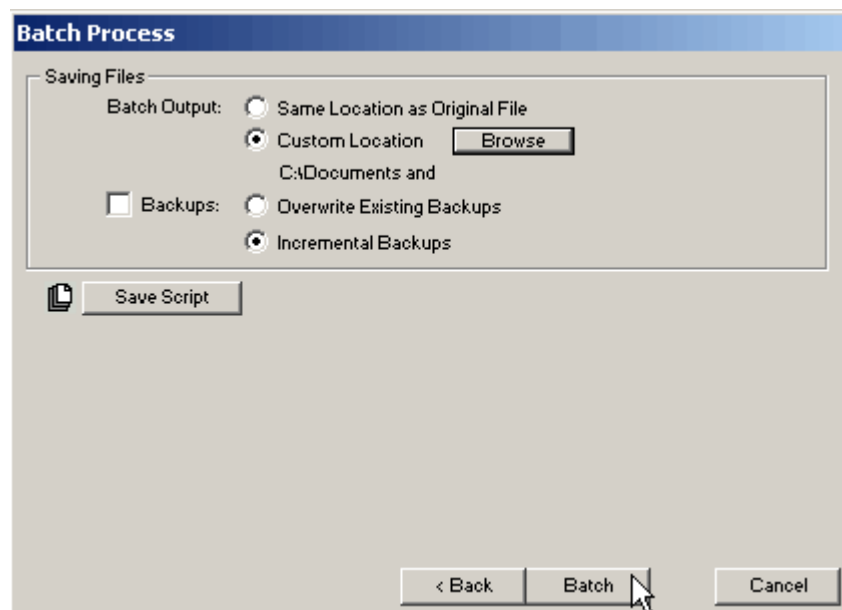 Batch Process
Saving Files
Batch Output: Same Location as Original File
Custom Location Browse
C:\Documents and
Backups: Overwrite Existing Backups
Incremental Backups
Save Script
< Back Batch Cancel